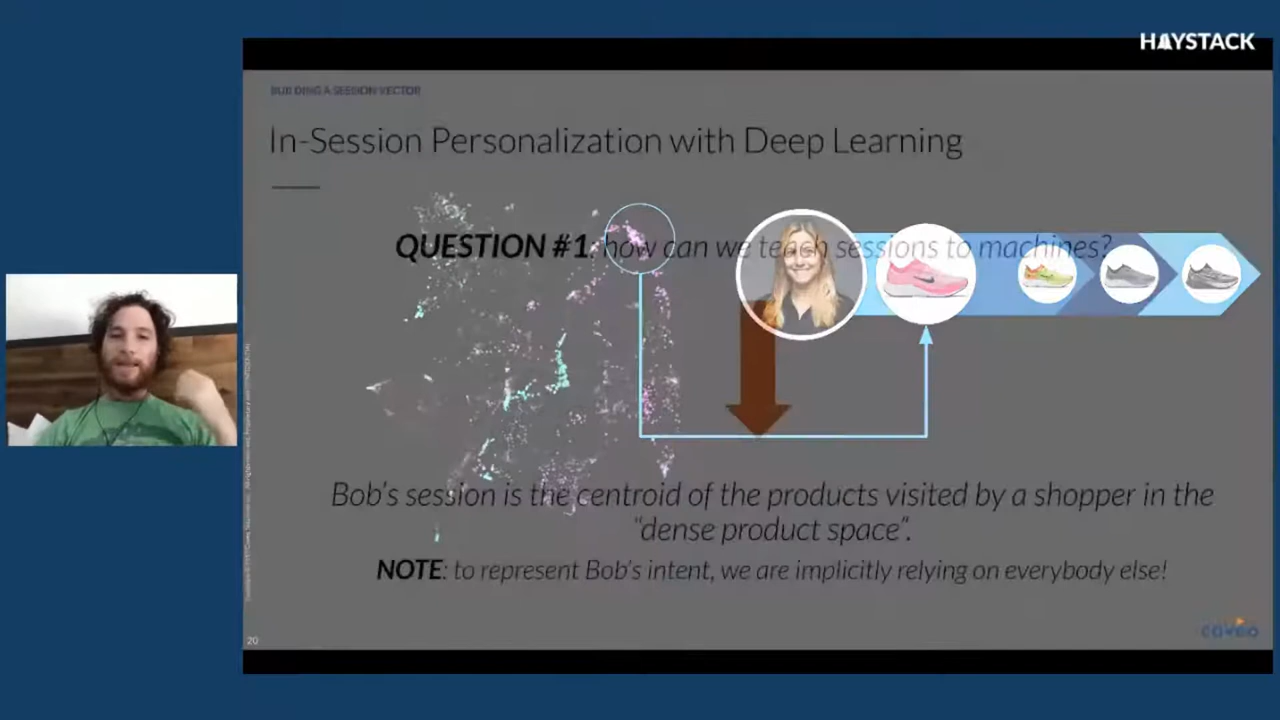 HAYSTACK
BUILDING A SESSION VECTOR
In-Session Personalization with Deep Learning
QUESTION #1: how can we teach sessions to machines?
Bob's session is the centroid of the products visited by a shopper in the
"dense product space".
NOTE: to represent Bob's intent, we are implicitly relying on everybody else!
20
coveo